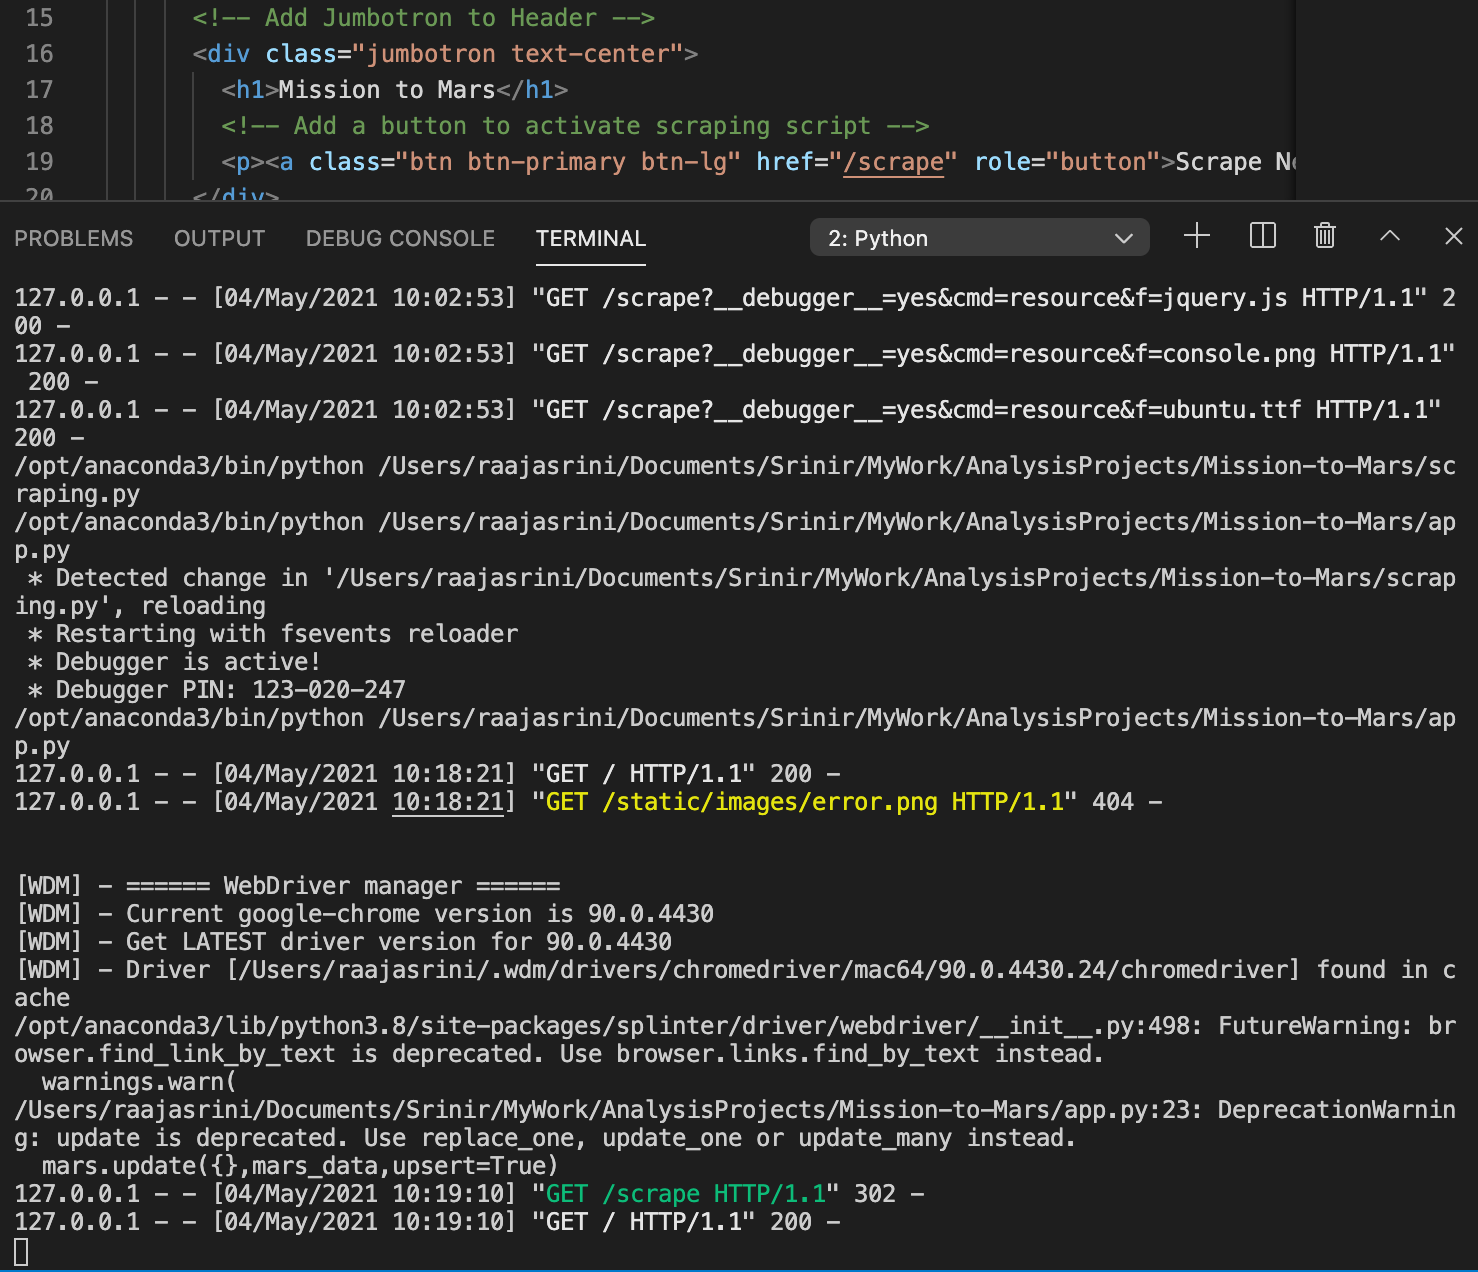 15 <!-- Add Jumbotron to Header -->
16 <div class="jumbotron text-center">
17 <h1>Mission to Mars</h1>
18 <!-- Add a button to activate scraping script -->
19 <p><a class="btn btn-primary btn-lg" href="/scrape" role="button">Scrape
20 </div>
PROBLEMS OUTPUT DEBUG CONSOLE TERMINAL 2: Python
127.0.0.1 - - [04/May/2021 10:02:53] "GET /scrape?__debugger__=yes&cmd=resource&f=jquery.js HTTP/1.1" 2
00 -
127.0.0.1 - - [04/May/2021 10:02:53] "GET /scrape?__debugger__=yes&cmd=resource&f=console.png HTTP/1.1"
200 -
127.0.0.1 - - [04/May/2021 10:02:53] "GET /scrape?__debugger__=yes&cmd=resource&f=ubuntu.ttf HTTP/1.1"
200 -
/opt/anaconda3/bin/python /Users/raajasrini/Documents/Srinir/MyWork/AnalysisProjects/Mission-to-Mars/sc
raping.py
/opt/anaconda3/bin/python /Users/raajasrini/Documents/Srinir/MyWork/AnalysisProjects/Mission-to-Mars/ap
p.py
* Detected change in '/Users/raajasrini/Documents/Srinir/MyWork/AnalysisProjects/Mission-to-Mars/scrap
ing.py', reloading
* Restarting with fsevents reloader
* Debugger is active!
* Debugger PIN: 123-020-247
/opt/anaconda3/bin/python /Users/raajasrini/Documents/Srinir/MyWork/AnalysisProjects/Mission-to-Mars/ap
p.py
127.0.0.1 - - [04/May/2021 10:18:21] "GET / HTTP/1.1" 200 -
127.0.0.1 - - [04/May/2021 10:18:21] "GET /static/images/error.png HTTP/1.1" 404 -
[WDM] - ====== WebDriver manager ======
[WDM] - Current google-chrome version is 90.0.4430
[WDM] - Get LATEST driver version for 90.0.4430
[WDM] - Driver [/Users/raajasrini/.wdm/drivers/chromedriver/mac64/90.0.4430.24/chromedriver] found in c
ache
/opt/anaconda3/lib/python3.8/site-packages/splinter/driver/webdriver/__init__.py:498: FutureWarning: br
owser.find_link_by_text is deprecated. Use browser.links.find_by_text instead.
warnings.warn(
/Users/raajasrini/Documents/Srinir/MyWork/AnalysisProjects/Mission-to-Mars/app.py:23: DeprecationWarnin
g: update is deprecated. Use replace_one, update_one or update_many instead.
mars.update({},mars_data,upsert=True)
127.0.0.1 - - [04/May/2021 10:19:10] "GET /scrape HTTP/1.1" 302 -
127.0.0.1 - - [04/May/2021 10:19:10] "GET / HTTP/1.1" 200 -